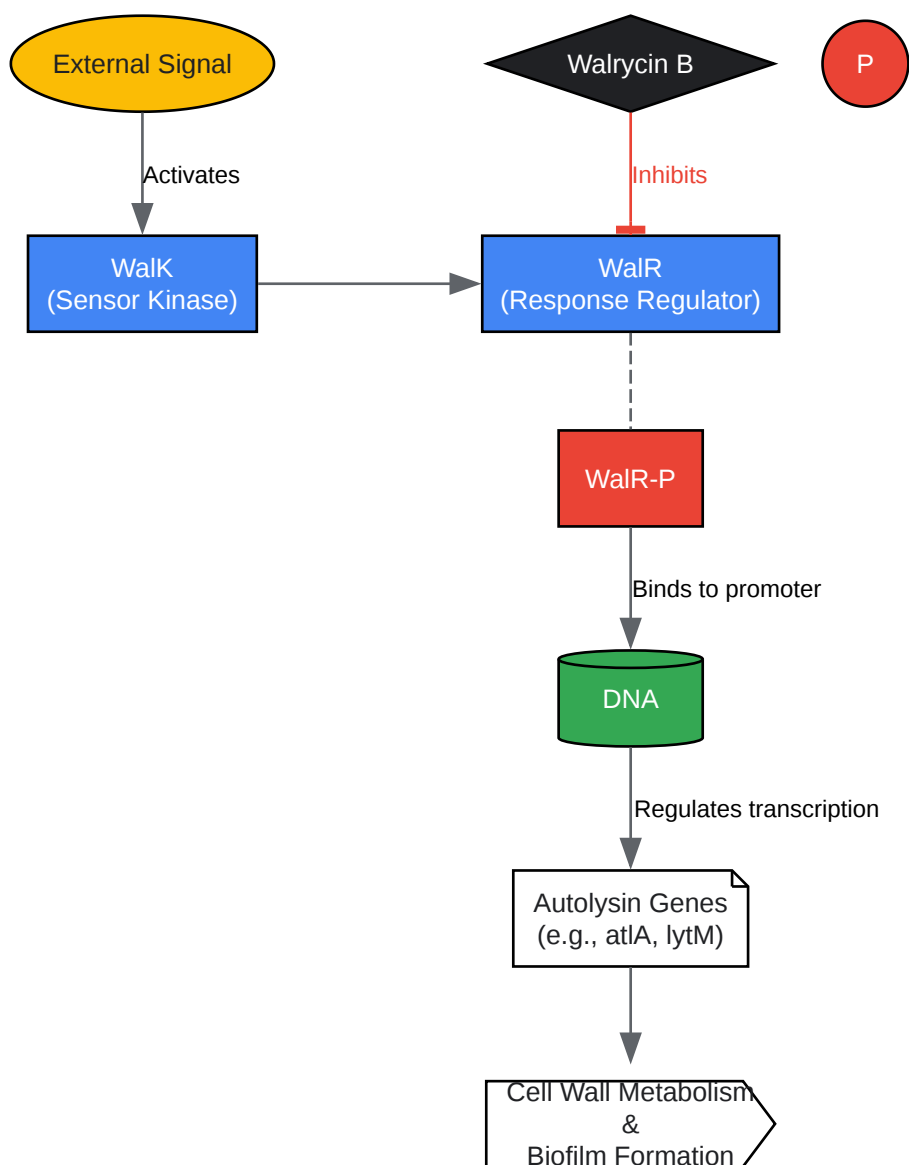 External Signal
Walrycin B
P
Activates
Inhibits
WalK
(Sensor Kinase)
WalR
(Response Regulator)
WalR-P
Binds to promoter
DNA
Regulates transcription
Autolysin Genes
(e.g., atlA, lytM)
Cell Wall Metabolism
&
Biofilm Formation